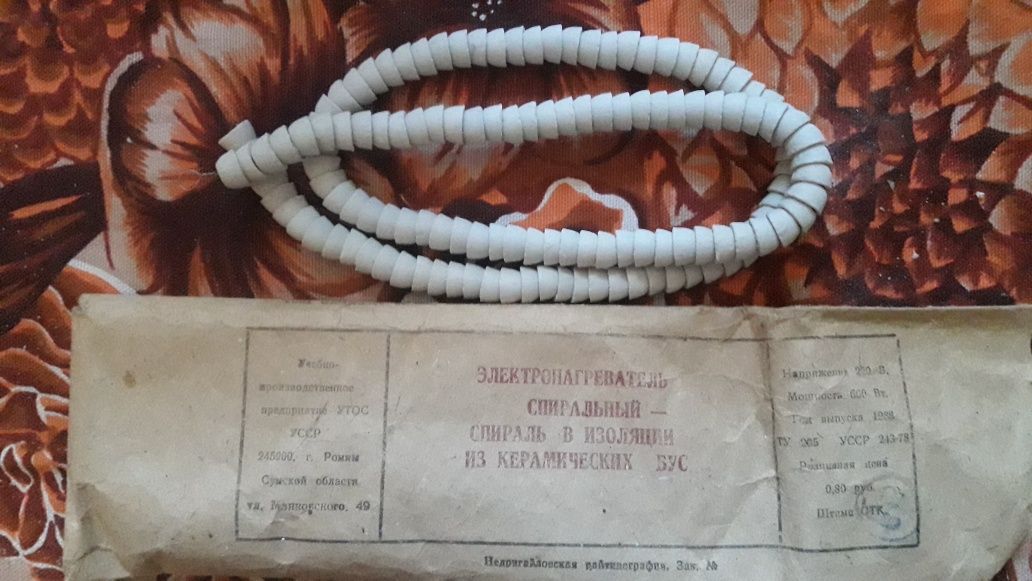 Учебно-
производственное
предприятие УТОС
УССР
245000, г. Ромны
Сумской области
ул. Маяковского, 49
ЭЛЕКТРОНАГРЕВАТЕЛЬ
СПИРАЛЬНЫЙ —
СПИРАЛЬ В ИЗОЛЯЦИИ
ИЗ КЕРАМИЧЕСКИХ БУС
Напряжение 220 В.
Мощность 600 Вт.
Год выпуска 1988
ТУ 205 УССР 243-78
Розничная цена
0,80 руб.
Штамп ОТК
Недригайловская райтипография. Зак. №